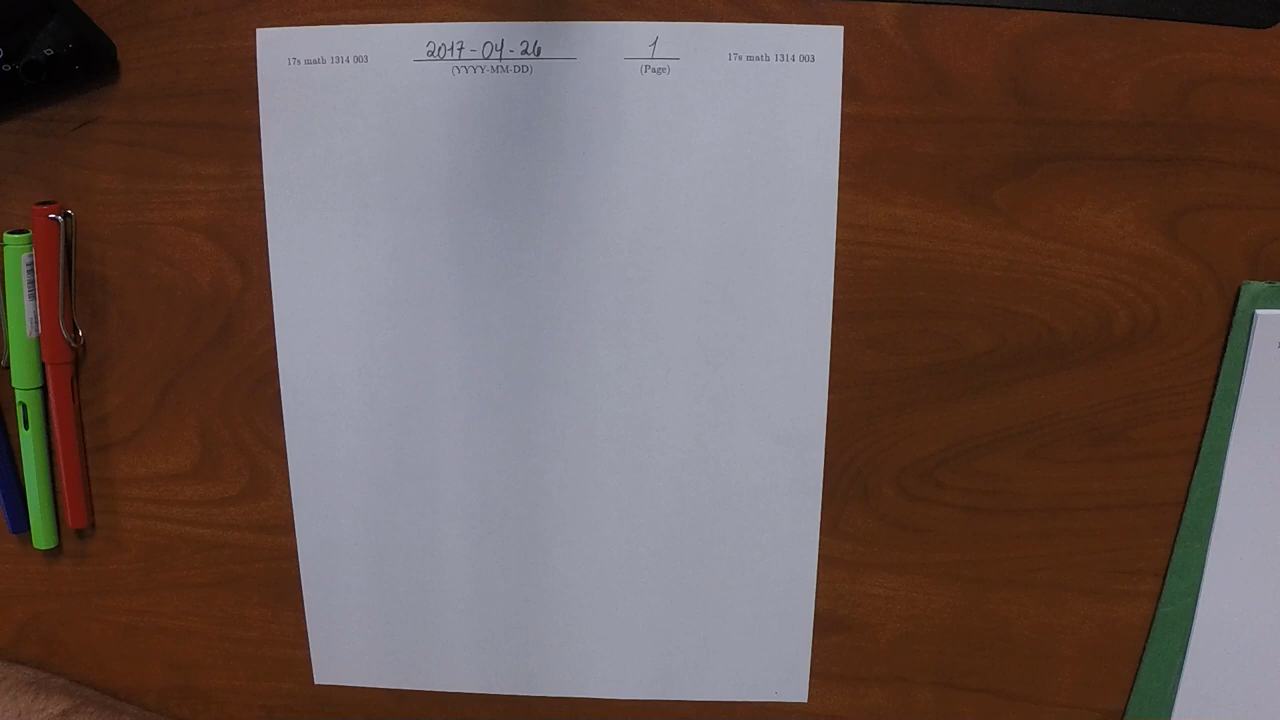 17s math 1314 003 2017-04-26 1 17s math 1314 003
(YYYY-MM-DD) (Page)